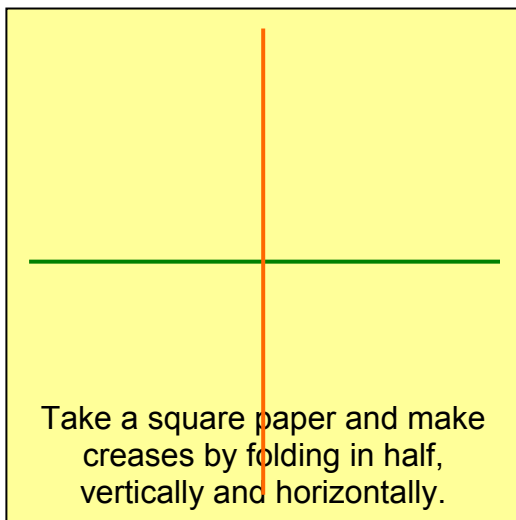 Take a square paper and make
creases by folding in half,
vertically and horizontally.